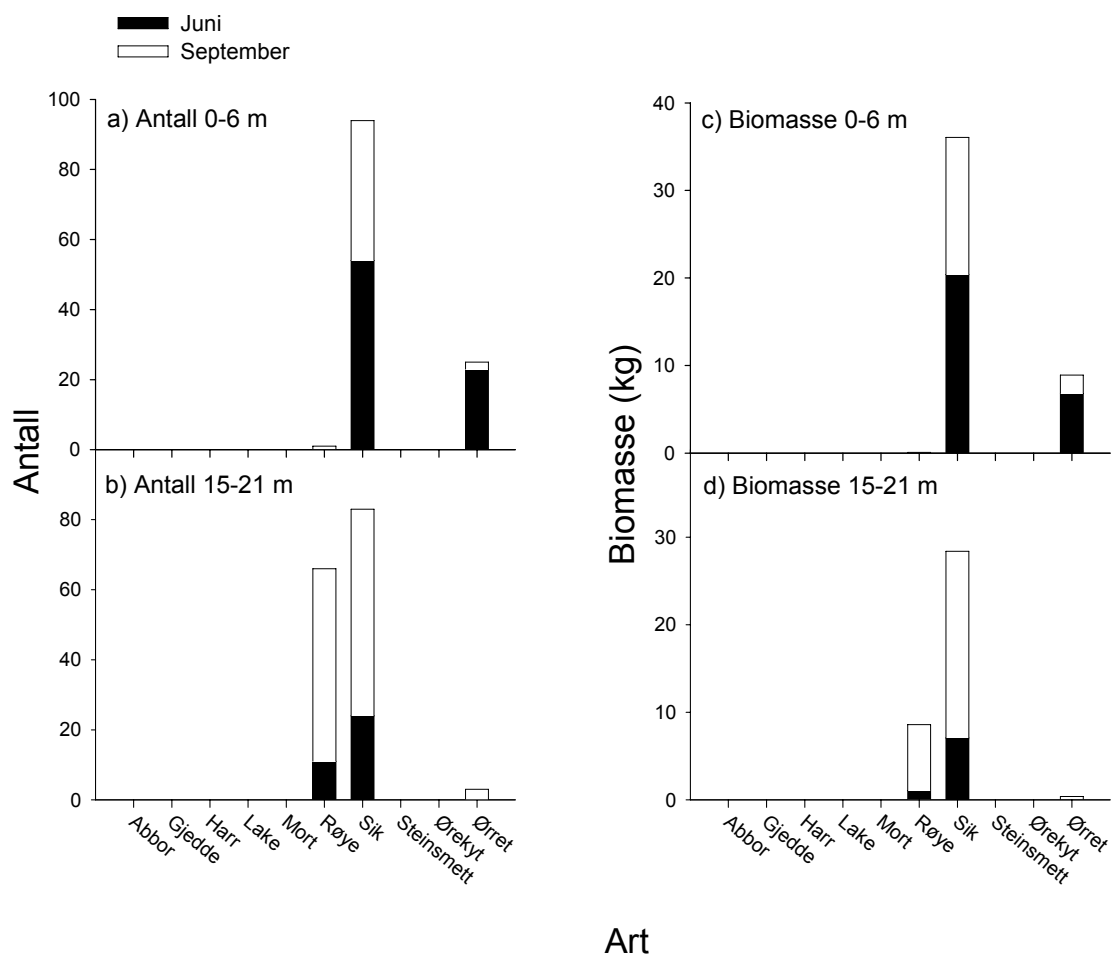 Juni
September
a) Antall 0-6 m
100
80
60
40
20
0
b) Antall 15-21 m
80
60
40
20
0
Abbor
Gjedde
Harr
Lake
Mort
Røye
Sik
Steinsmett
Ørekyt
Ørret
Antall
c) Biomasse 0-6 m
40
30
20
10
0
d) Biomasse 15-21 m
30
20
10
0
Abbor
Gjedde
Harr
Lake
Mort
Røye
Sik
Steinsmett
Ørekyt
Ørret
Biomasse (kg)
Art